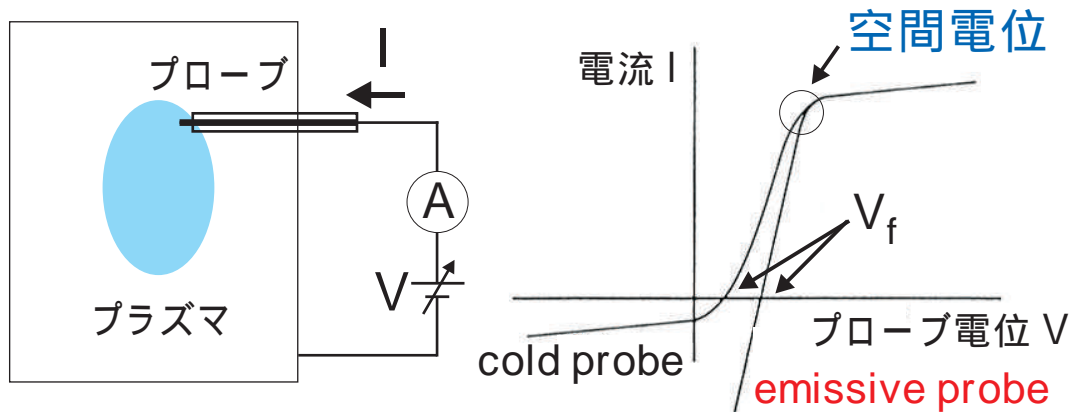 I
プローブ
A
V
プラズマ
空間電位
電流 I
V_f
プローブ電位 V
cold probe
emissive probe